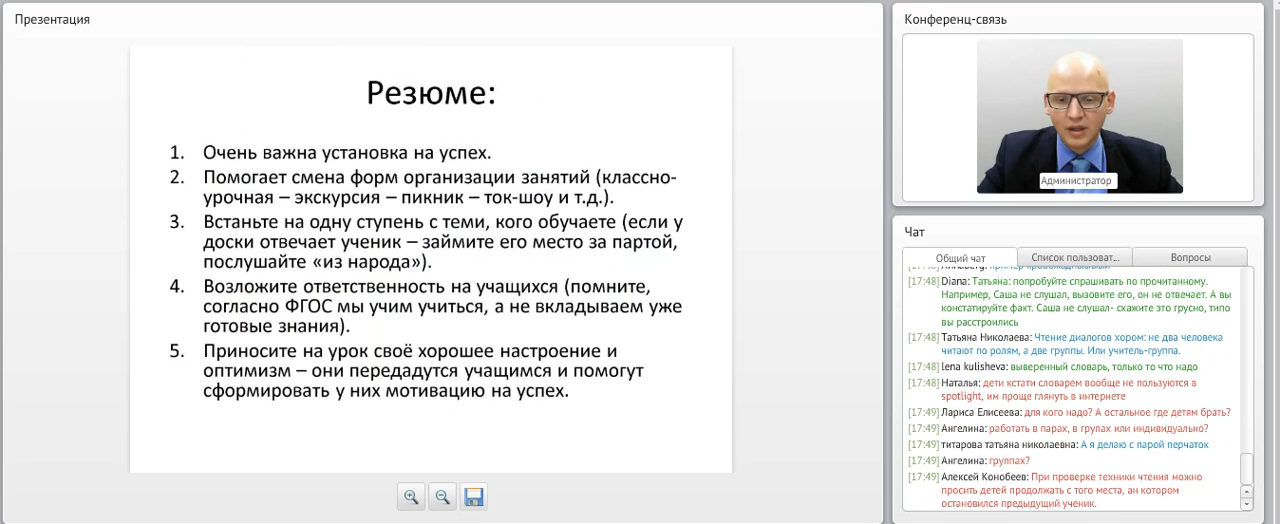 Презентация
Резюме:
1. Очень важна установка на успех.
2. Помогает смена форм организации занятий (классно-
урочная – экскурсия – пикник – ток-шоу и т.д.).
3. Встаньте на одну ступень с теми, кого обучаете (если у
доски отвечает ученик – займите его место за партой,
послушайте «из народа»).
4. Возложите ответственность на учащихся (помните,
согласно ФГОС мы учим учиться, а не вкладываем уже
готовые знания).
5. Приносите на урок своё хорошее настроение и
оптимизм – они передадутся учащимся и помогут
сформировать у них мотивацию на успех.
Конференц-связь
Администратор
Чат
Общий чат
Список пользоват...
Вопросы
[17:48] Diana: Татьяна: попробуйте спрашивать по прочитанному.
Например, Саша не слушал, вызовите его, он не отвечает. А вы
констатируйте факт. Саша не слушал- скажите это грусно, типо
вы расстроились
[17:48] Татьяна Николаева: Чтение диалогов хором: не два человека
читают по ролям, а две группы. Или учитель-группа.
[17:48] lena kulisheva: выверенный словарь, только то что надо
[17:48] Наталья: дети кстати словарем вообще не пользуются в
spotlight, им проще глянуть в интернете
[17:49] Лариса Елисеева: для кого надо? А остальное где детям брать?
[17:49] Ангелина: работать в парах, в групах или индивидуально?
[17:49] титарова татьяна николаевна: А я делаю с парой перчаток
[17:49] Ангелина: группах?
[17:49] Алексей Конобеев: При проверке техники чтения можно
просить детей продолжать с того места, ан котором
остановился предыдущий ученик.